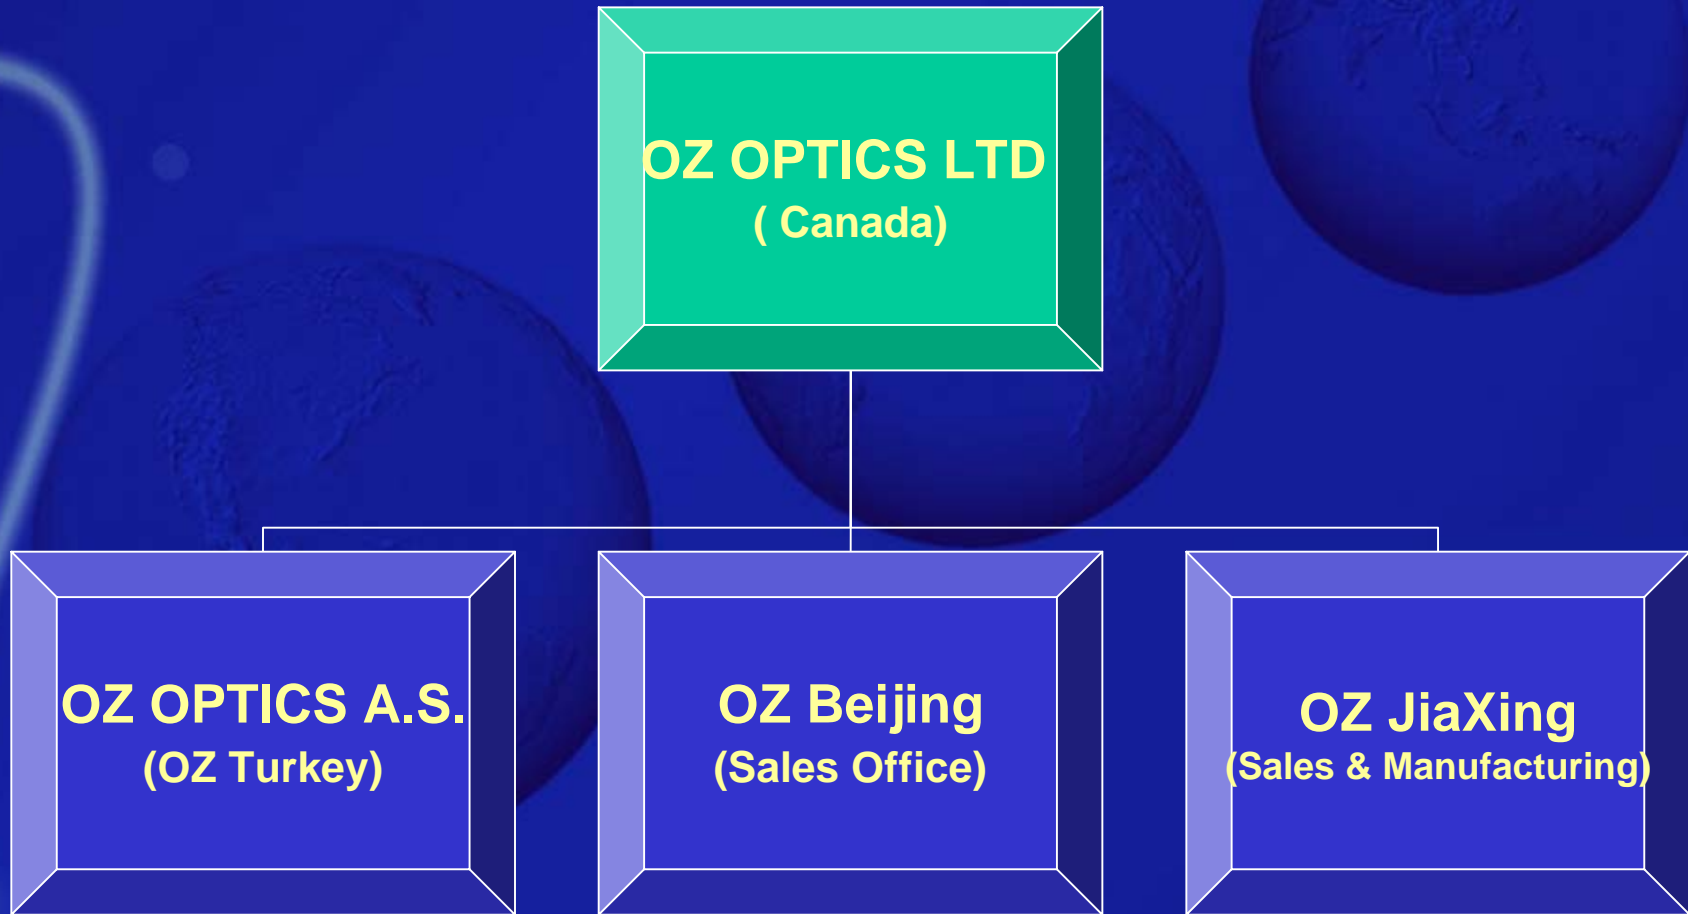 OZ OPTICS LTD
( Canada)
OZ OPTICS A.S.
(OZ Turkey)
OZ Beijing
(Sales Office)
OZ JiaXing
(Sales & Manufacturing)